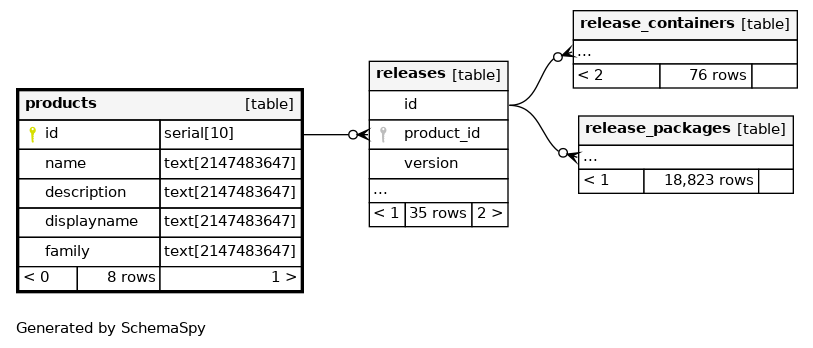 products [table]
id serial[10]
name text[2147483647]
description text[2147483647]
displayname text[2147483647]
family text[2147483647]
< 0 8 rows 1 >
releases [table]
id
product_id
version
...
< 1 35 rows 2 >
release_containers [table]
...
< 2 76 rows
release_packages [table]
...
< 1 18,823 rows
Generated by SchemaSpy